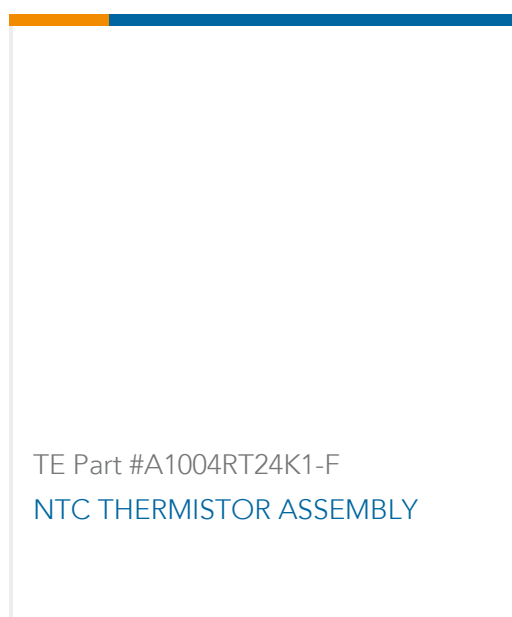 TE Part #A1004RT24K1-F
NTC THERMISTOR ASSEMBLY